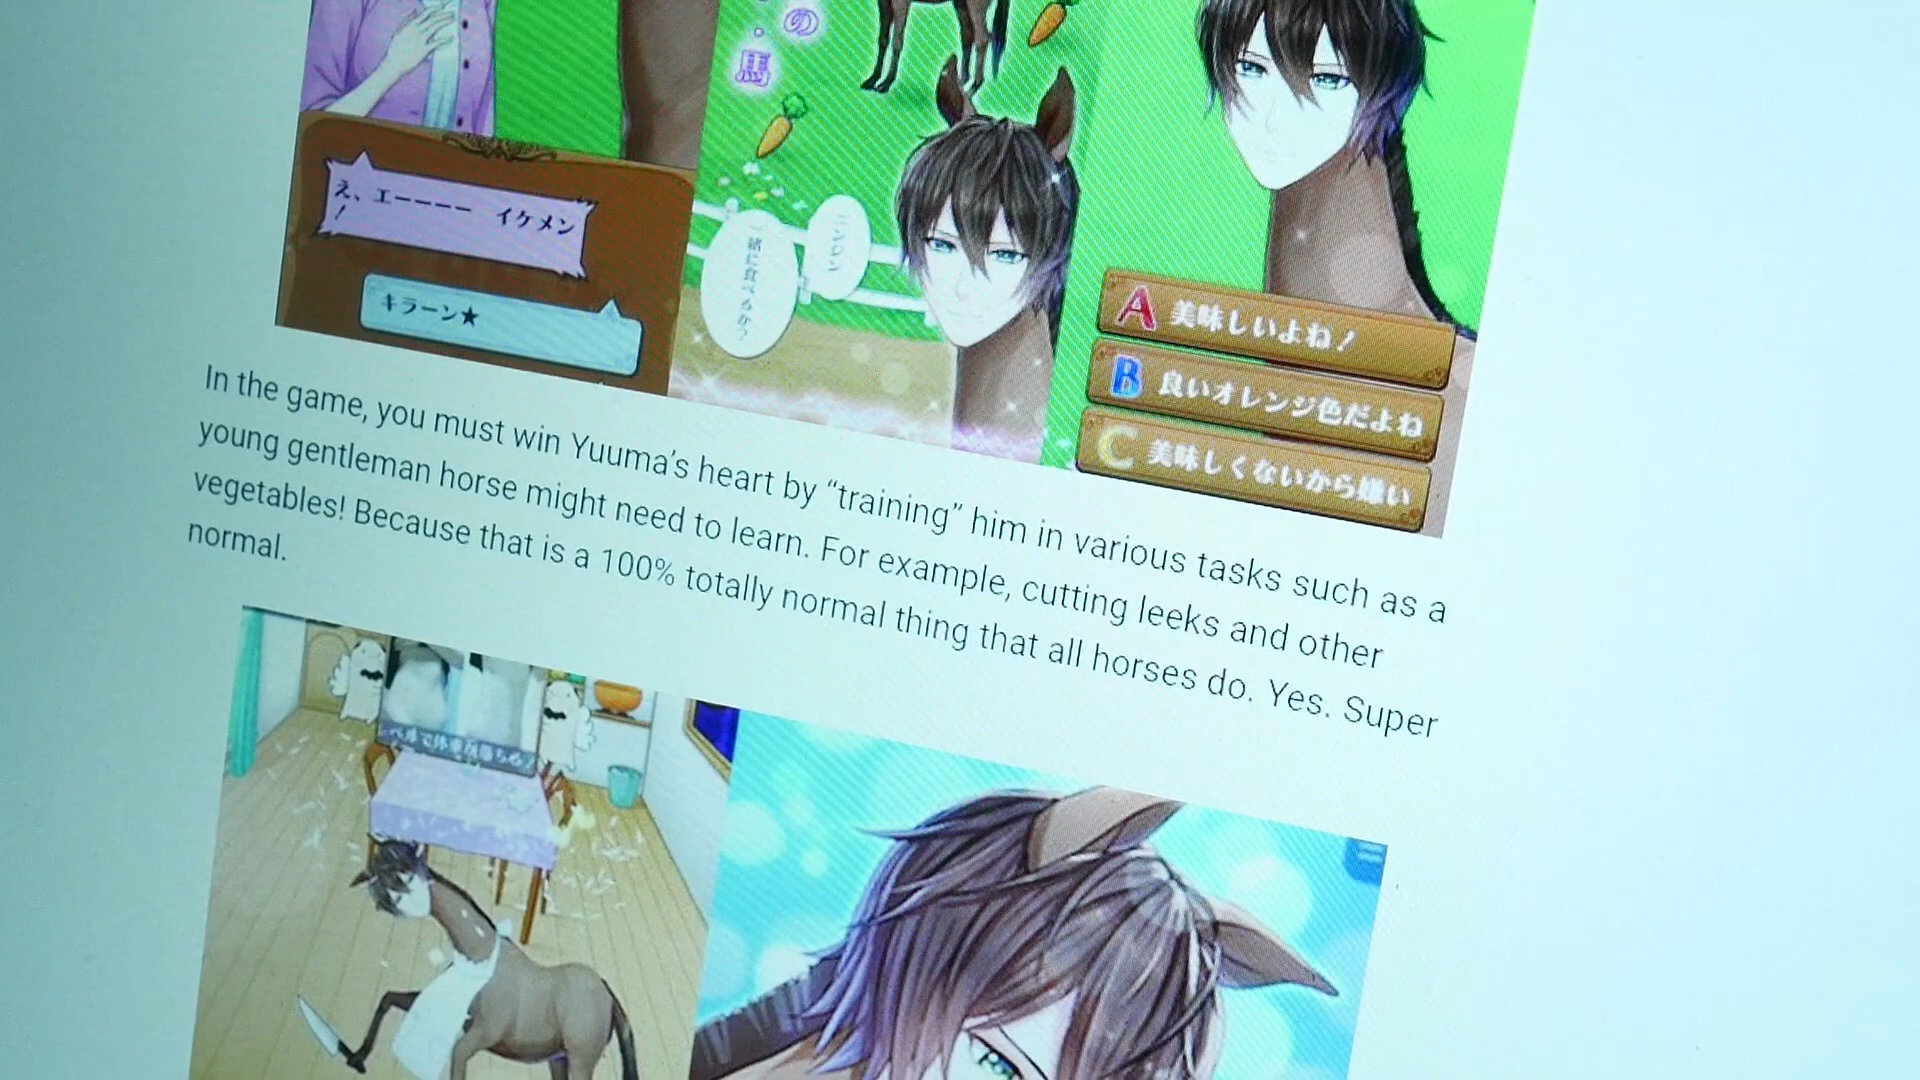 の
・馬
え、エーーーー イケメン
!
キラーン★
ニンジン
一緒に食べるか?
A 美味しいよね!
B 良いオレンジ色だよね
C 美味しくないから嫌い
In the game, you must win Yuuma's heart by “training” him in various tasks such as a
young gentleman horse might need to learn. For example, cutting leeks and other
vegetables! Because that is a 100% totally normal thing that all horses do. Yes. Super
normal.